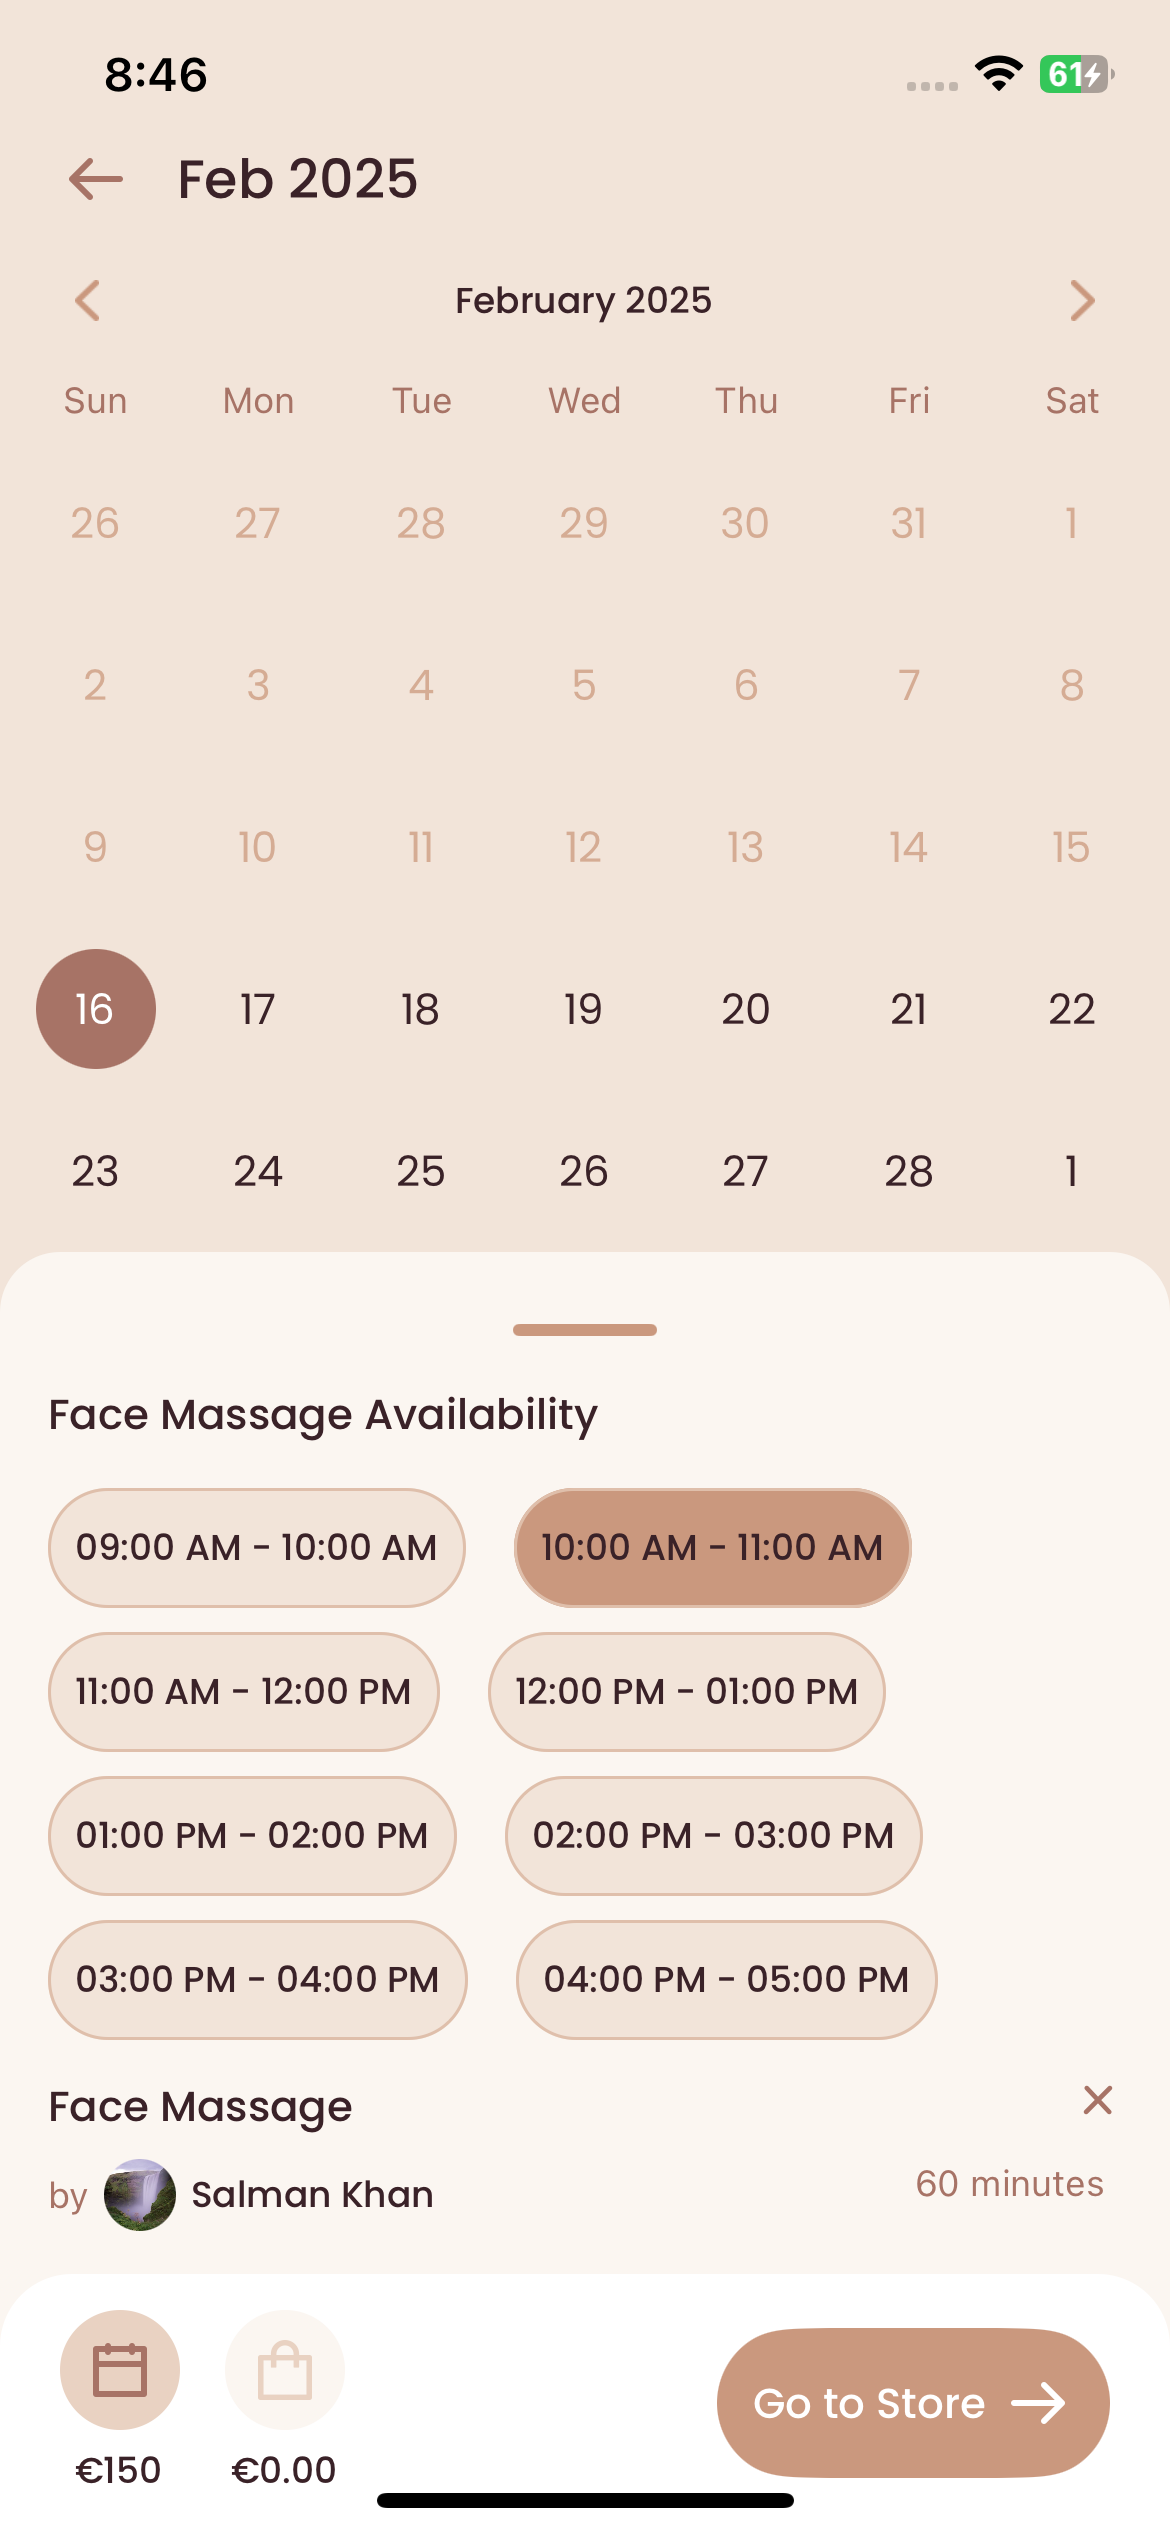 8:46
61
Feb 2025
February 2025
Sun Mon Tue Wed Thu Fri Sat
26 27 28 29 30 31 1
2 3 4 5 6 7 8
9 10 11 12 13 14 15
16 17 18 19 20 21 22
23 24 25 26 27 28 1
Face Massage Availability
09:00 AM - 10:00 AM 10:00 AM - 11:00 AM
11:00 AM - 12:00 PM 12:00 PM - 01:00 PM
01:00 PM - 02:00 PM 02:00 PM - 03:00 PM
03:00 PM - 04:00 PM 04:00 PM - 05:00 PM
Face Massage
by Salman Khan 60 minutes
Go to Store
€150 €0.00